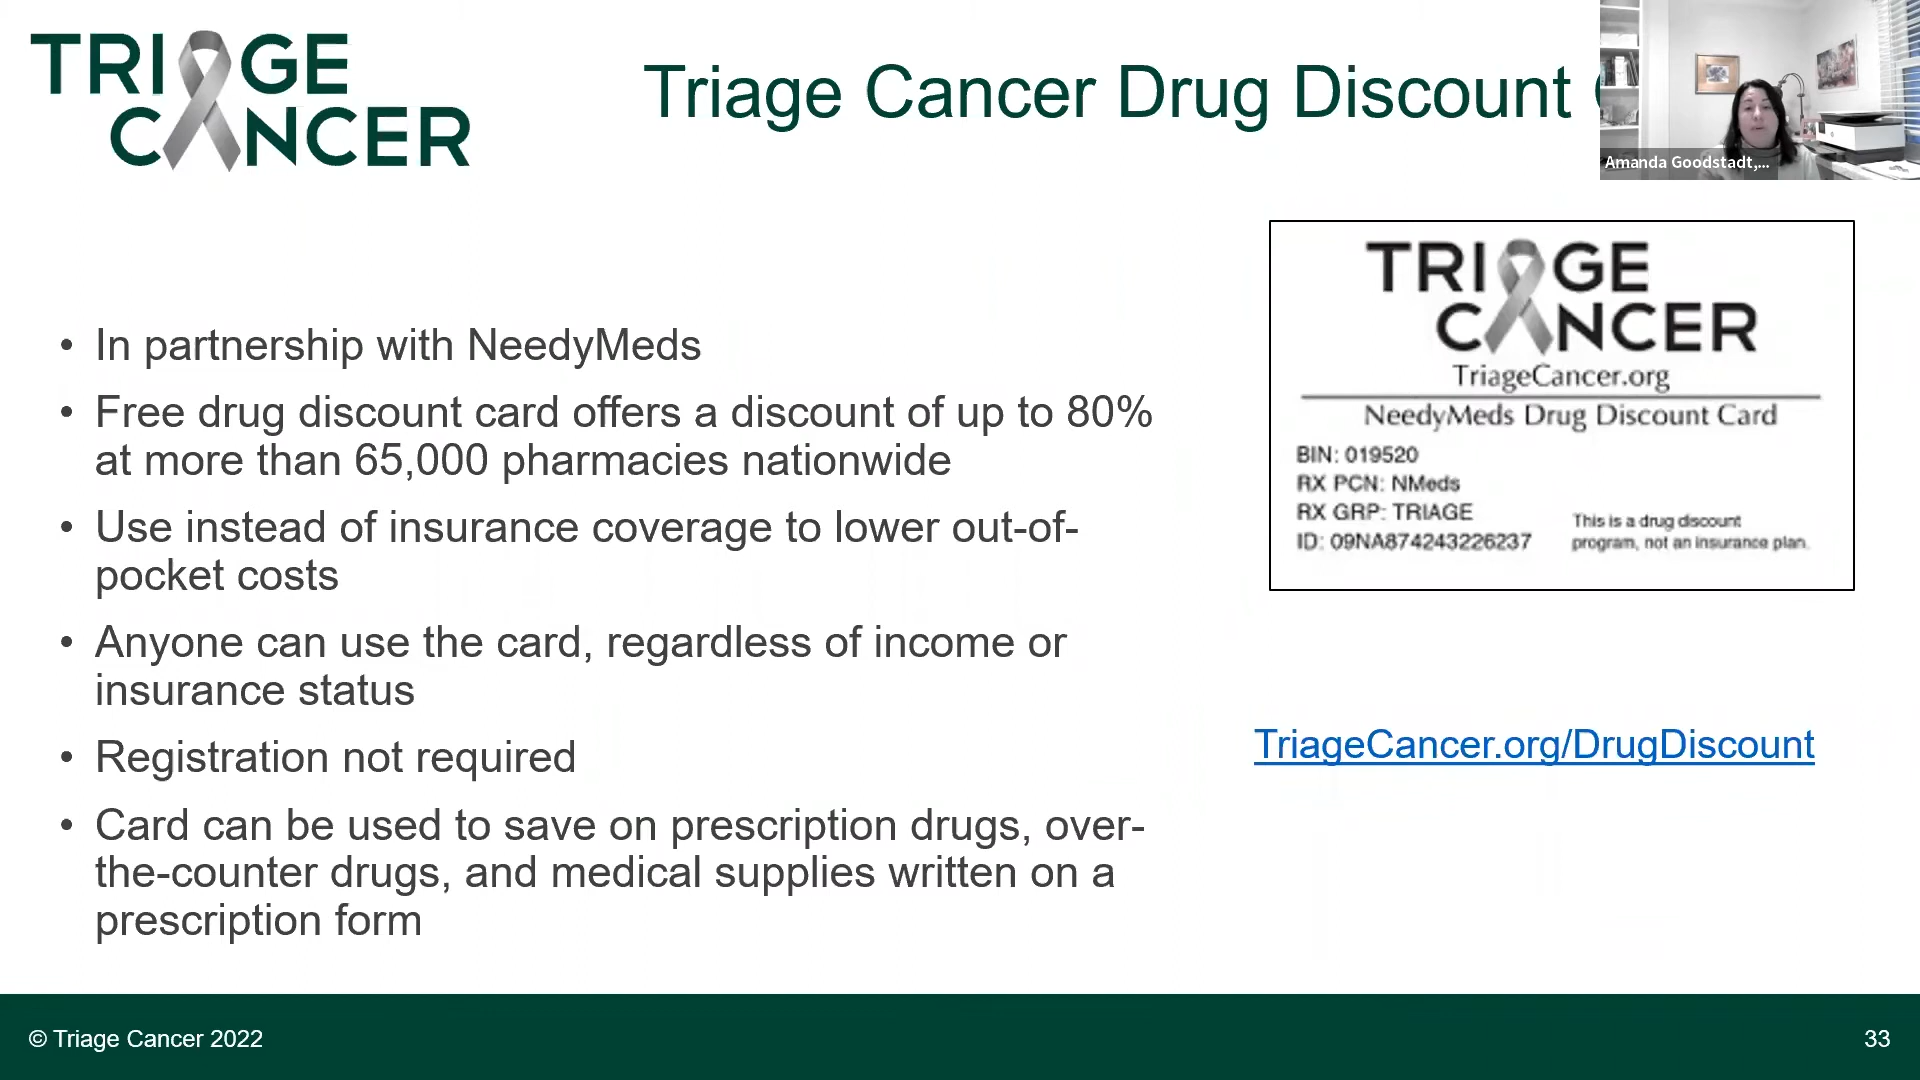 TRIAGE
CANCER
Triage Cancer Drug Discount
Amanda Goodstadt,...
• In partnership with NeedyMeds
• Free drug discount card offers a discount of up to 80%
at more than 65,000 pharmacies nationwide
• Use instead of insurance coverage to lower out-of-
pocket costs
• Anyone can use the card, regardless of income or
insurance status
• Registration not required
• Card can be used to save on prescription drugs, over-
the-counter drugs, and medical supplies written on a
prescription form
TRIAGE
CANCER
TriageCancer.org
NeedyMeds Drug Discount Card
BIN: 019520
RX PCN: NMeds
RX GRP: TRIAGE
ID: 09NA874243226237
This is a drug discount
program, not an insurance plan.
TriageCancer.org/DrugDiscount
© Triage Cancer 2022
33